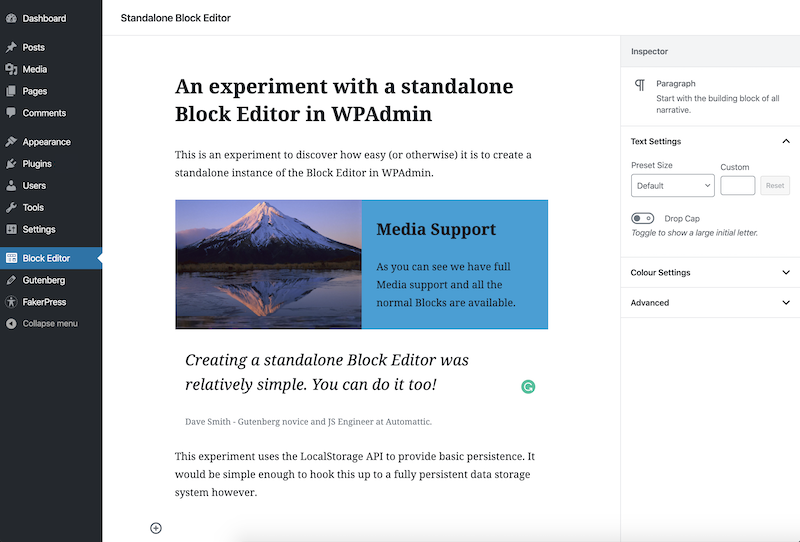 Dashboard
Posts
Media
Pages
Comments
Appearance
Plugins
Users
Tools
Settings
Block Editor
Gutenberg
FakerPress
Collapse menu
Standalone Block Editor
An experiment with a standalone
Block Editor in WPAdmin
This is an experiment to discover how easy (or otherwise) it is to create a
standalone instance of the Block Editor in WPAdmin.
Media Support
As you can see we have full
Media support and all the
normal Blocks are available.
Creating a standalone Block Editor was
relatively simple. You can do it too!
Dave Smith - Gutenberg novice and JS Engineer at Automattic.
This experiment uses the LocalStorage API to provide basic persistence. It
would be simple enough to hook this up to a fully persistent data storage
system however.
Inspector
Paragraph
Start with the building block of all
narrative.
Text Settings
Preset Size
Custom
Default
Reset
Drop Cap
Toggle to show a large initial letter.
Colour Settings
Advanced